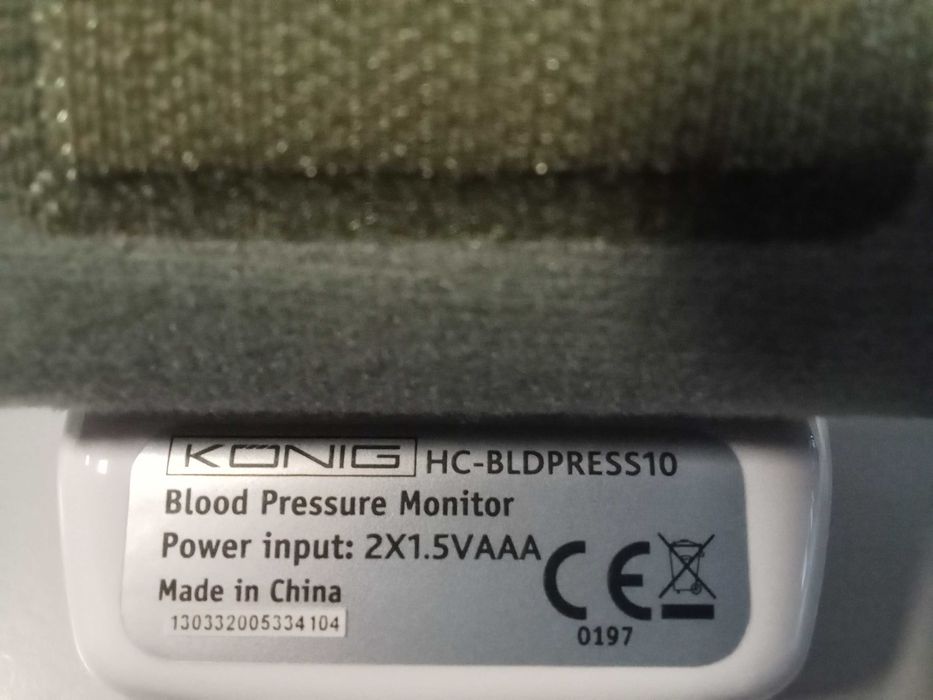 KÖNIG HC-BLDPRESS10
Blood Pressure Monitor
Power input: 2X1.5VAAA
Made in China
130332005334104
CE
0197